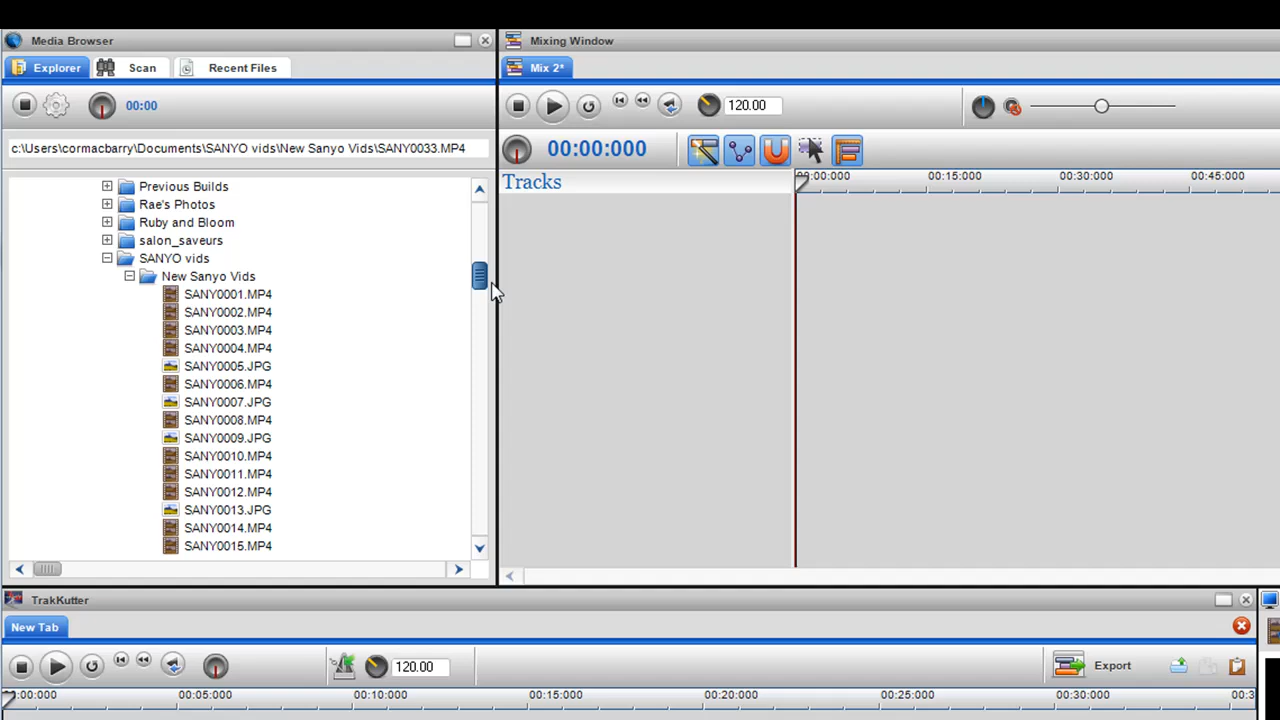 Media Browser
Mixing Window
Explorer
Scan
Recent Files
Mix 2*
00:00
120.00
c:\Users\cormacbarry\Documents\SANYO vids\New Sanyo Vids\SANY0033.MP4
00:00:000
Tracks
00:00:000
00:15:000
00:30:000
00:45:000
Previous Builds
Rae's Photos
Ruby and Bloom
salon_saveurs
SANYO vids
New Sanyo Vids
SANY0001.MP4
SANY0002.MP4
SANY0003.MP4
SANY0004.MP4
SANY0005.JPG
SANY0006.MP4
SANY0007.JPG
SANY0008.MP4
SANY0009.JPG
SANY0010.MP4
SANY0011.MP4
SANY0012.MP4
SANY0013.JPG
SANY0014.MP4
SANY0015.MP4
TrakKutter
New Tab
120.00
Export
:00:000
00:05:000
00:10:000
00:15:000
00:20:000
00:25:000
00:30:000
00:3